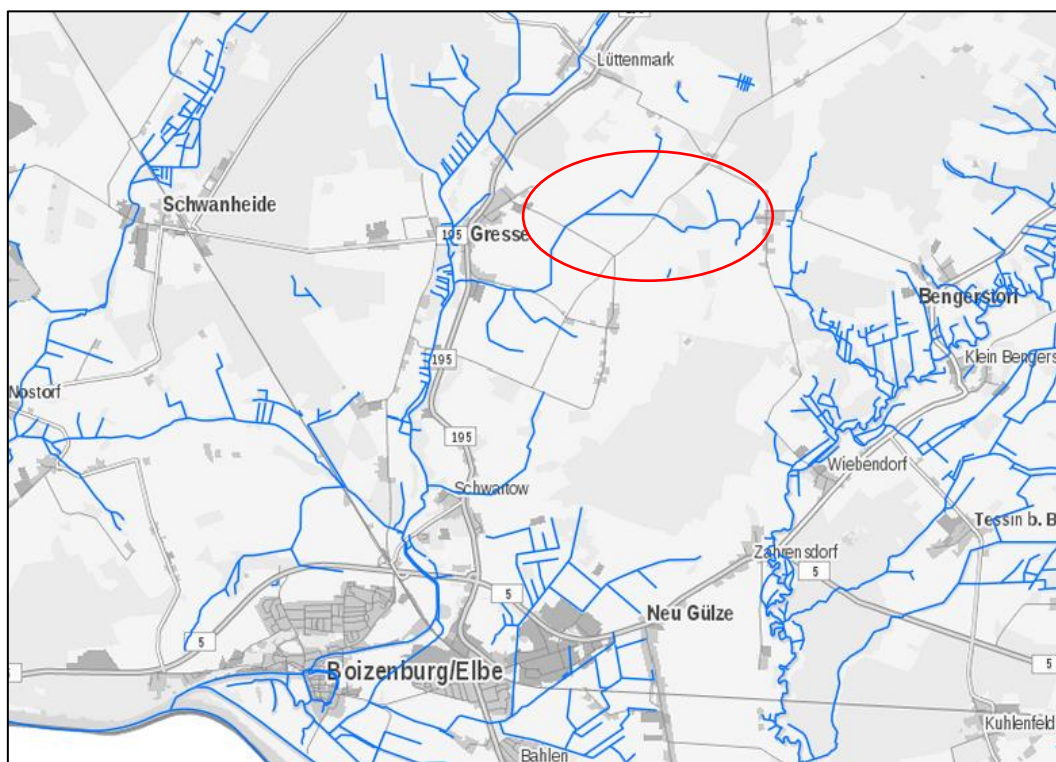 Lüttenmark
Schwanheide
195
Gresse
Bengerstorf
Klein Bengers
195
Nostorf
195
Wiebendorf
Schwartow
Tessin b. B
Zahrensdorf
5
5
Neu Gülze
5
5
Boizenburg/Elbe
Kuhlenfeld
Bahlen